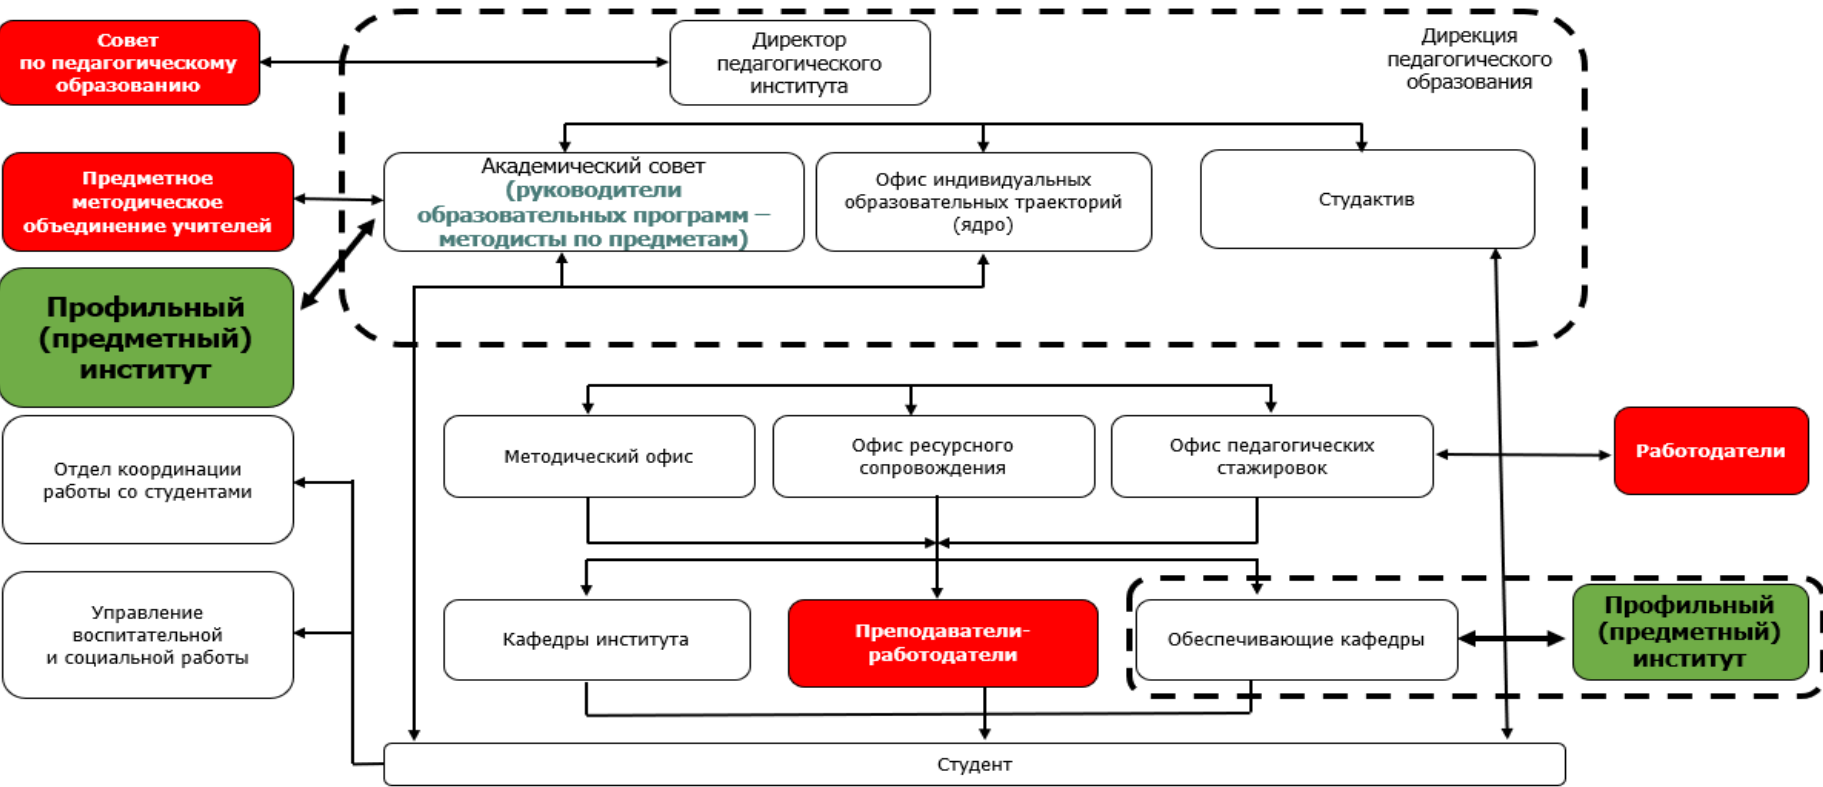 Совет
по педагогическому
образованию
Директор
педагогического
института
Дирекция
педагогического
образования
Предметное
методическое
объединение учителей
Академический совет
(руководители
образовательных программ –
методисты по предметам)
Офис индивидуальных
образовательных траекторий
(ядро)
Студактив
Профильный
(предметный)
институт
Отдел координации
работы со студентами
Методический офис
Офис ресурсного
сопровождения
Офис педагогических
стажировок
Работодатели
Управление
воспитательной
и социальной работы
Кафедры института
Преподаватели-
работодатели
Обеспечивающие кафедры
Профильный
(предметный)
институт
Студент